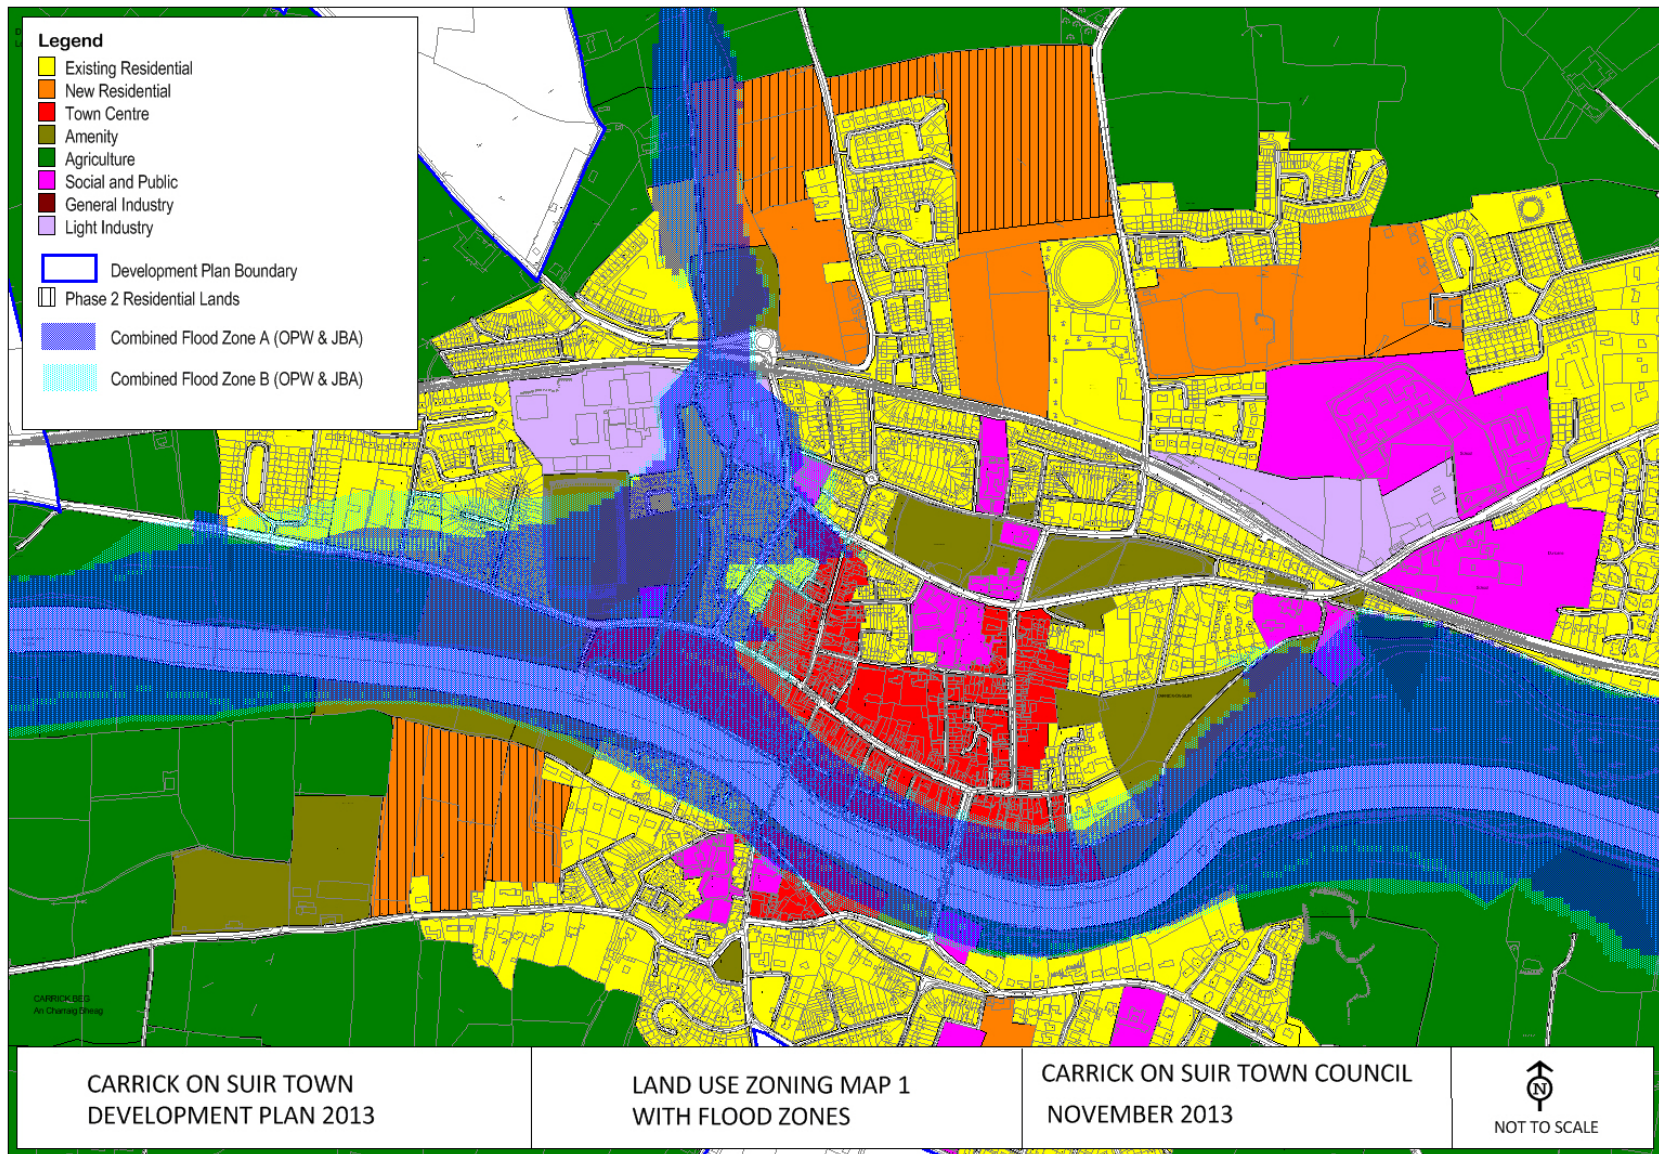 Legend
Existing Residential
New Residential
Town Centre
Amenity
Agriculture
Social and Public
General Industry
Light Industry
Development Plan Boundary
Phase 2 Residential Lands
Combined Flood Zone A (OPW & JBA)
Combined Flood Zone B (OPW & JBA)
CARRICK BEG
An Charraig Bheag
CARRICK ON SUIR TOWN
DEVELOPMENT PLAN 2013
LAND USE ZONING MAP 1
WITH FLOOD ZONES
CARRICK ON SUIR TOWN COUNCIL
NOVEMBER 2013
N
NOT TO SCALE